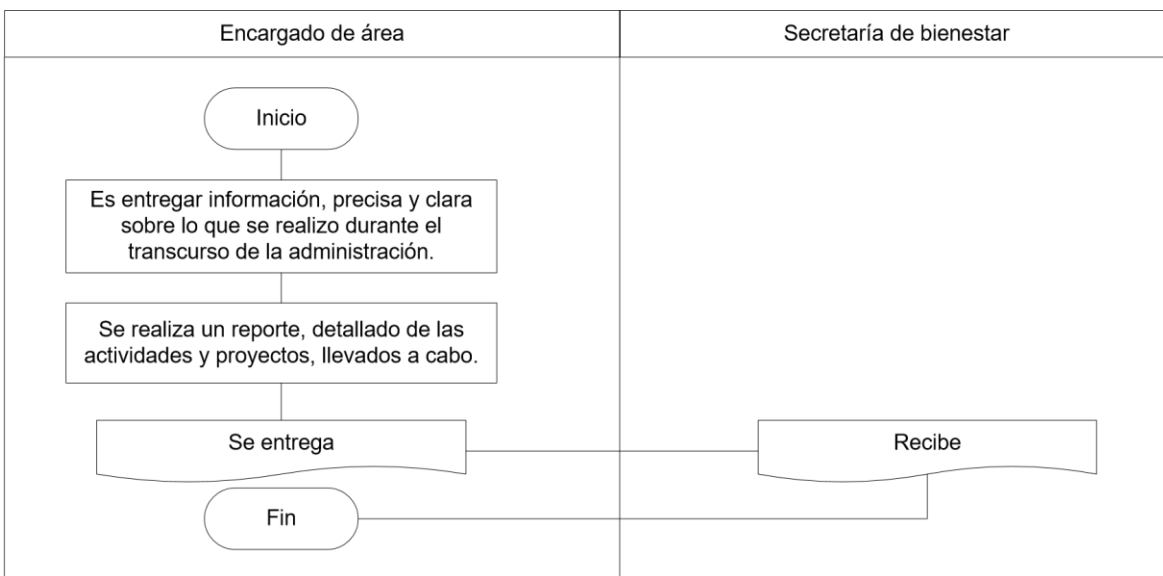 Encargado de área
Secretaría de bienestar
Inicio
Es entregar información, precisa y clara
sobre lo que se realizo durante el
transcurso de la administración.
Se realiza un reporte, detallado de las
actividades y proyectos, llevados a cabo.
Se entrega
Recibe
Fin